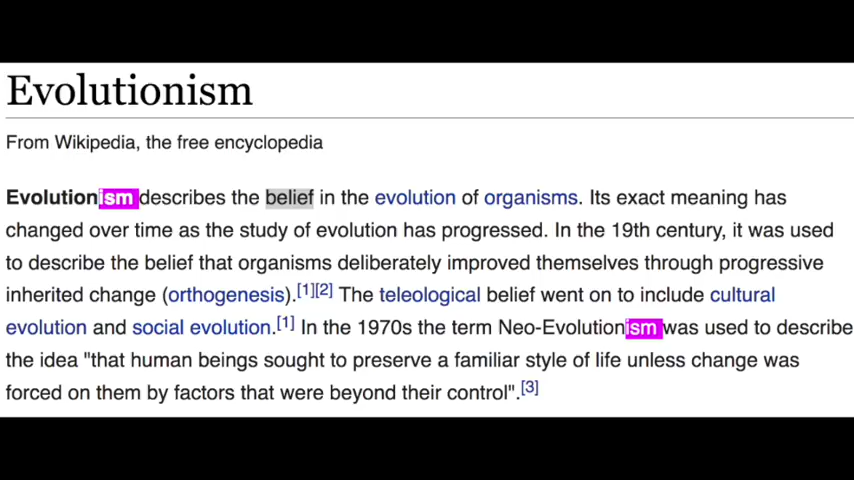 Evolutionism
From Wikipedia, the free encyclopedia
Evolutionism describes the belief in the evolution of organisms. Its exact meaning has
changed over time as the study of evolution has progressed. In the 19th century, it was used
to describe the belief that organisms deliberately improved themselves through progressive
inherited change (orthogenesis).[1][2] The teleological belief went on to include cultural
evolution and social evolution.[1] In the 1970s the term Neo-Evolutionism was used to describe
the idea "that human beings sought to preserve a familiar style of life unless change was
forced on them by factors that were beyond their control".[3]